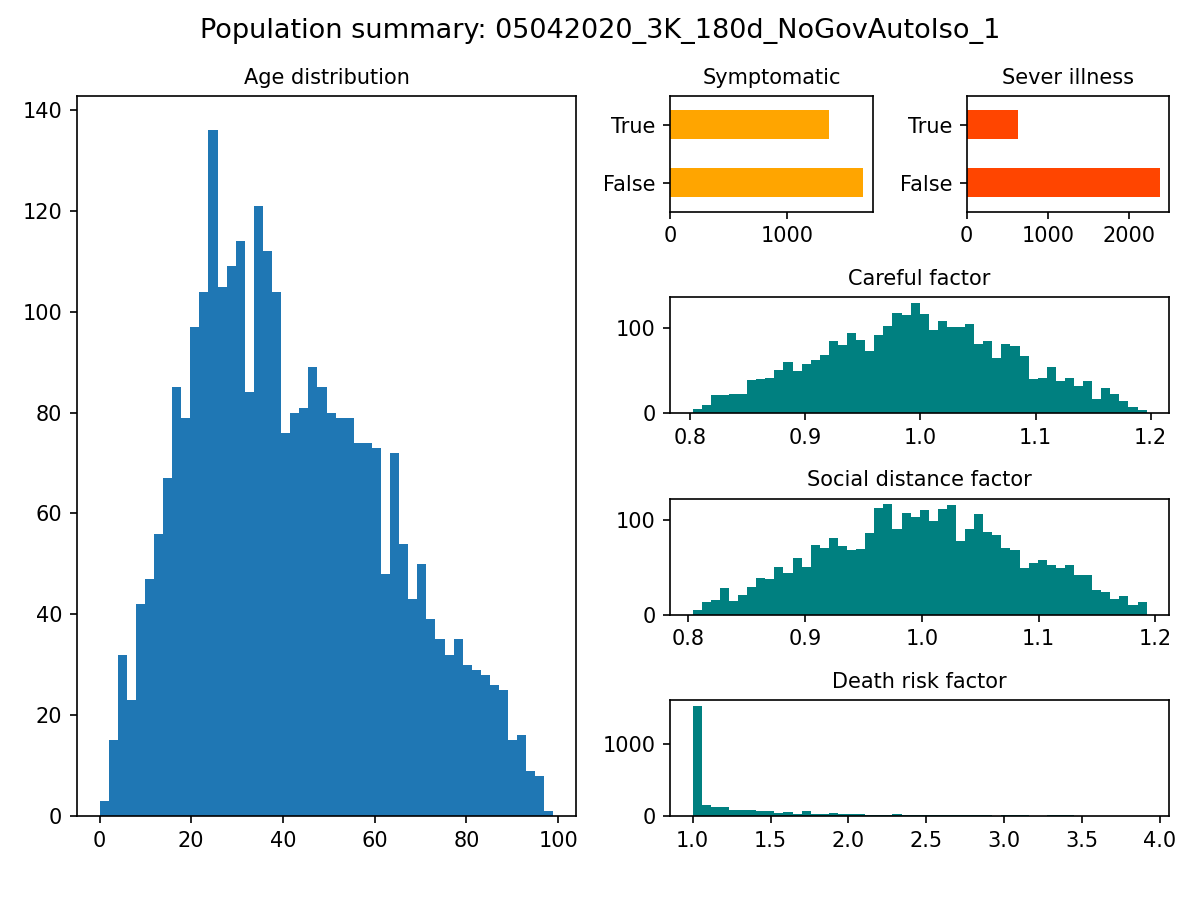 Population summary: 05042020_3K_180d_NoGovAutoIso_1
Age distribution
140
120
100
80
60
40
20
0
0 20 40 60 80 100
Symptomatic
True
False
0 1000
Sever illness
True
False
0 1000 2000
Careful factor
100
0
0.8 0.9 1.0 1.1 1.2
Social distance factor
100
0
0.8 0.9 1.0 1.1 1.2
Death risk factor
1000
0
1.0 1.5 2.0 2.5 3.0 3.5 4.0